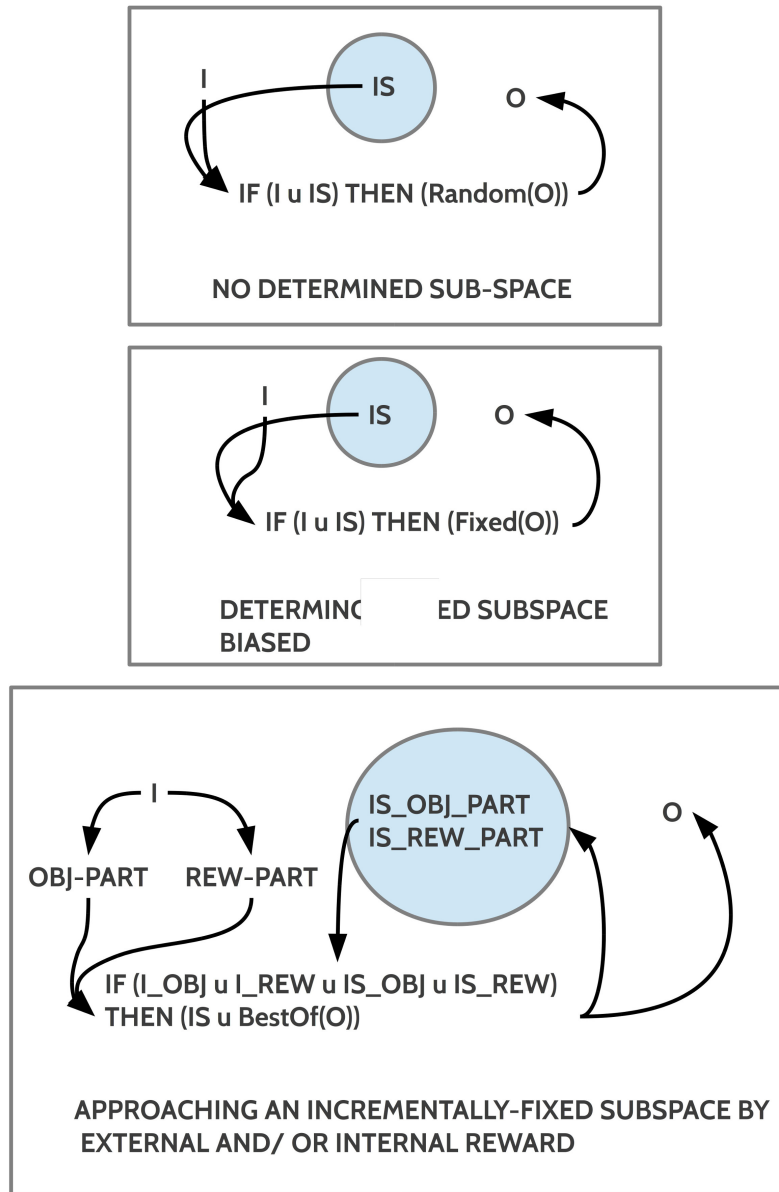 I
IS
O
IF (I u IS) THEN (Random(O))
NO DETERMINED SUB-SPACE
I
IS
O
IF (I u IS) THEN (Fixed(O))
SUBSPACE
BIASED
I
IS_OBJ_PART
IS_REW_PART
O
OBJ-PART REW-PART
IF (I_OBJ u I_REW u IS_OBJ u IS_REW)
THEN (IS u BestOf(O))
APPROACHING AN INCREMENTALLY-FIXED SUBSPACE BY
EXTERNAL AND/ OR INTERNAL REWARD